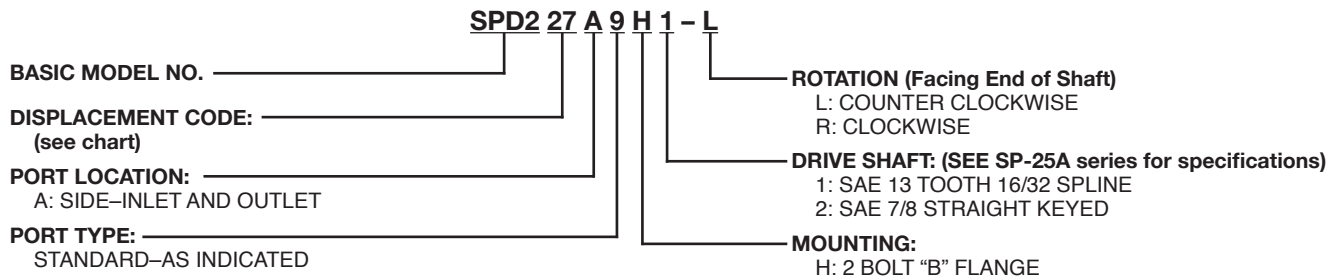 SPD2 27 A 9 H 1 – L
BASIC MODEL NO.
DISPLACEMENT CODE:
(see chart)
PORT LOCATION:
A: SIDE–INLET AND OUTLET
PORT TYPE:
STANDARD–AS INDICATED
ROTATION (Facing End of Shaft)
L: COUNTER CLOCKWISE
R: CLOCKWISE
DRIVE SHAFT: (SEE SP-25A series for specifications)
1: SAE 13 TOOTH 16/32 SPLINE
2: SAE 7/8 STRAIGHT KEYED
MOUNTING:
H: 2 BOLT “B” FLANGE